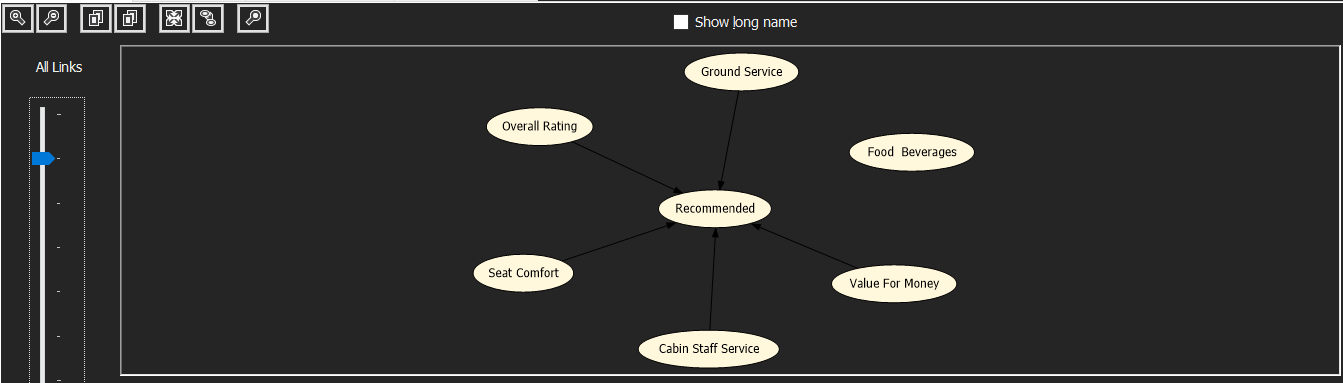 Show long name
All Links
Ground Service
Overall Rating
Food  Beverages
Recommended
Seat Comfort
Value For Money
Cabin Staff Service